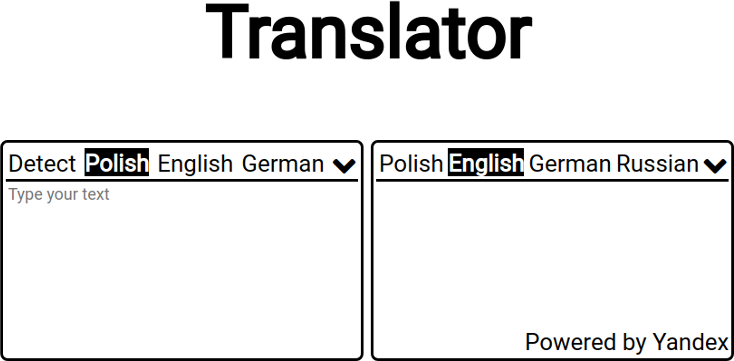 Translator
Detect Polish English German
Type your text
Polish English German Russian
Powered by Yandex